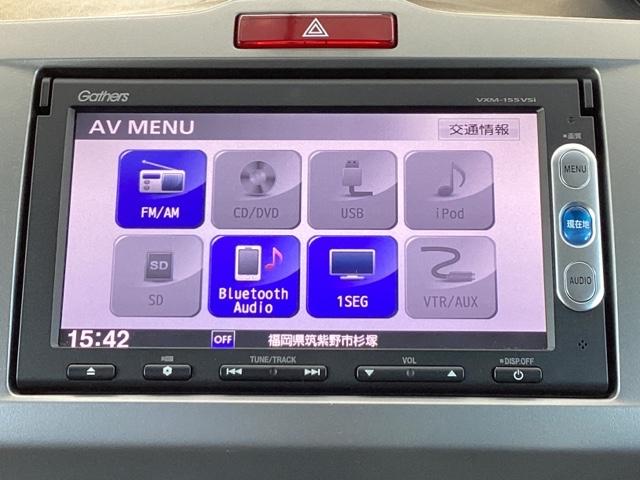 Gathers
VXM-155VSi
AV MENU
交通情報
FM/AM
CD/DVD
USB
iPod
SD
SD
Bluetooth
Audio
1SEG
VTR/AUX
15:42
OFF
福岡県筑紫野市杉塚
画質
MENU
現在地
AUDIO
TUNE/TRACK
VOL
DISP.OFF